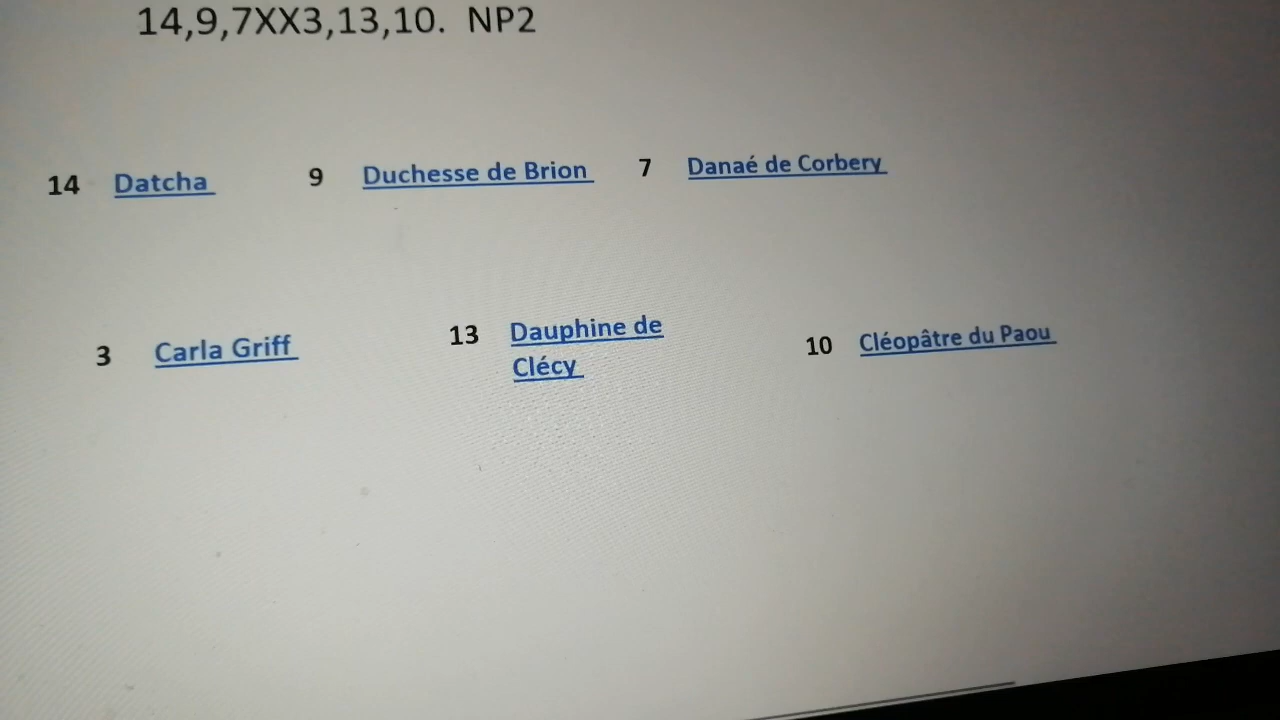 14,9,7XX3,13,10. NP2
14 Datcha 9 Duchesse de Brion 7 Danaé de Corbery
3 Carla Griff 13 Dauphine de Clécy 10 Cléopâtre du Paou